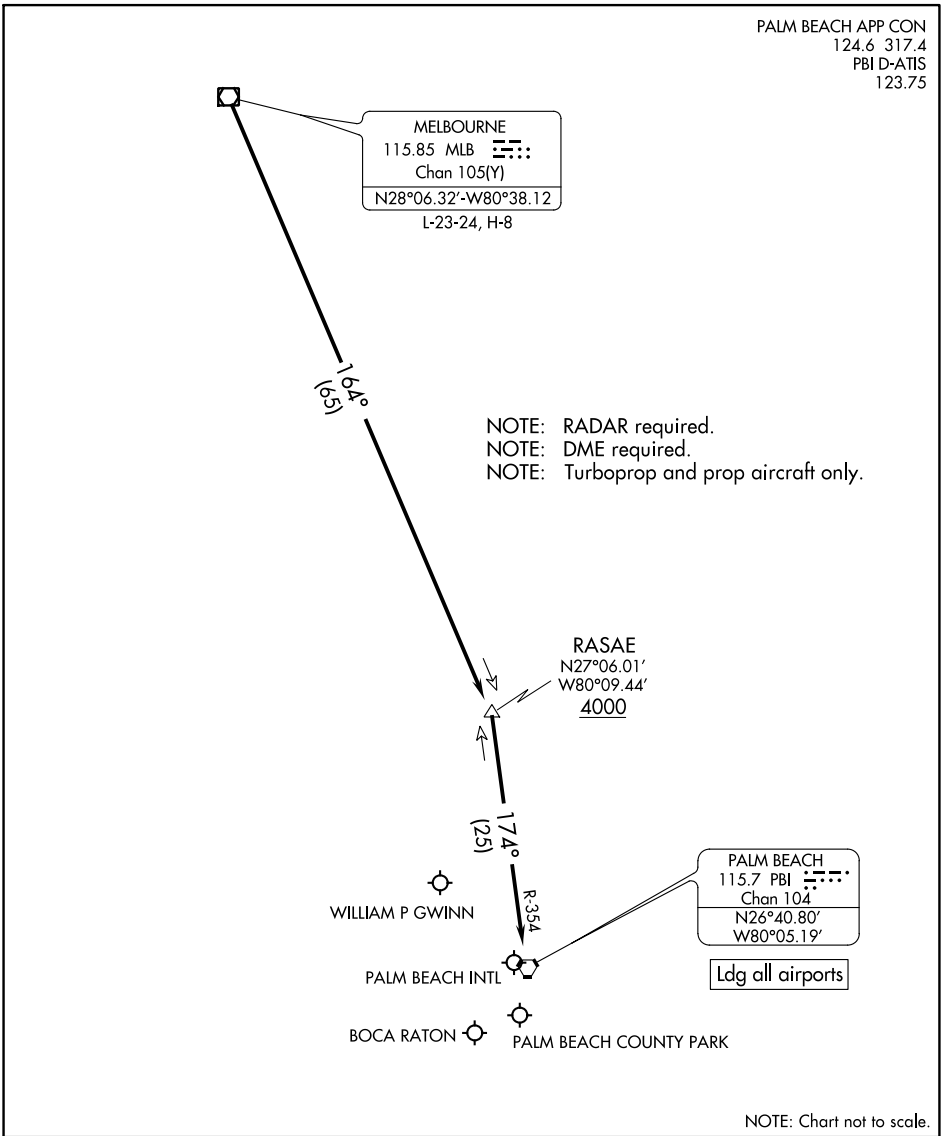 PALM BEACH APP CON
124.6 317.4
PBI D-ATIS
123.75
MELBOURNE
115.85 MLB
Chan 105(Y)
N28°06.32'-W80°38.12
L-23-24, H-8
164°
(65)
NOTE: RADAR required.
NOTE: DME required.
NOTE: Turboprop and prop aircraft only.
RASAE
N27°06.01'
W80°09.44'
4000
174°
(25)
R-354
WILLIAM P GWINN
PALM BEACH
115.7 PBI
Chan 104
N26°40.80'
W80°05.19'
PALM BEACH INTL
Ldg all airports
BOCA RATON
PALM BEACH COUNTY PARK
NOTE: Chart not to scale.